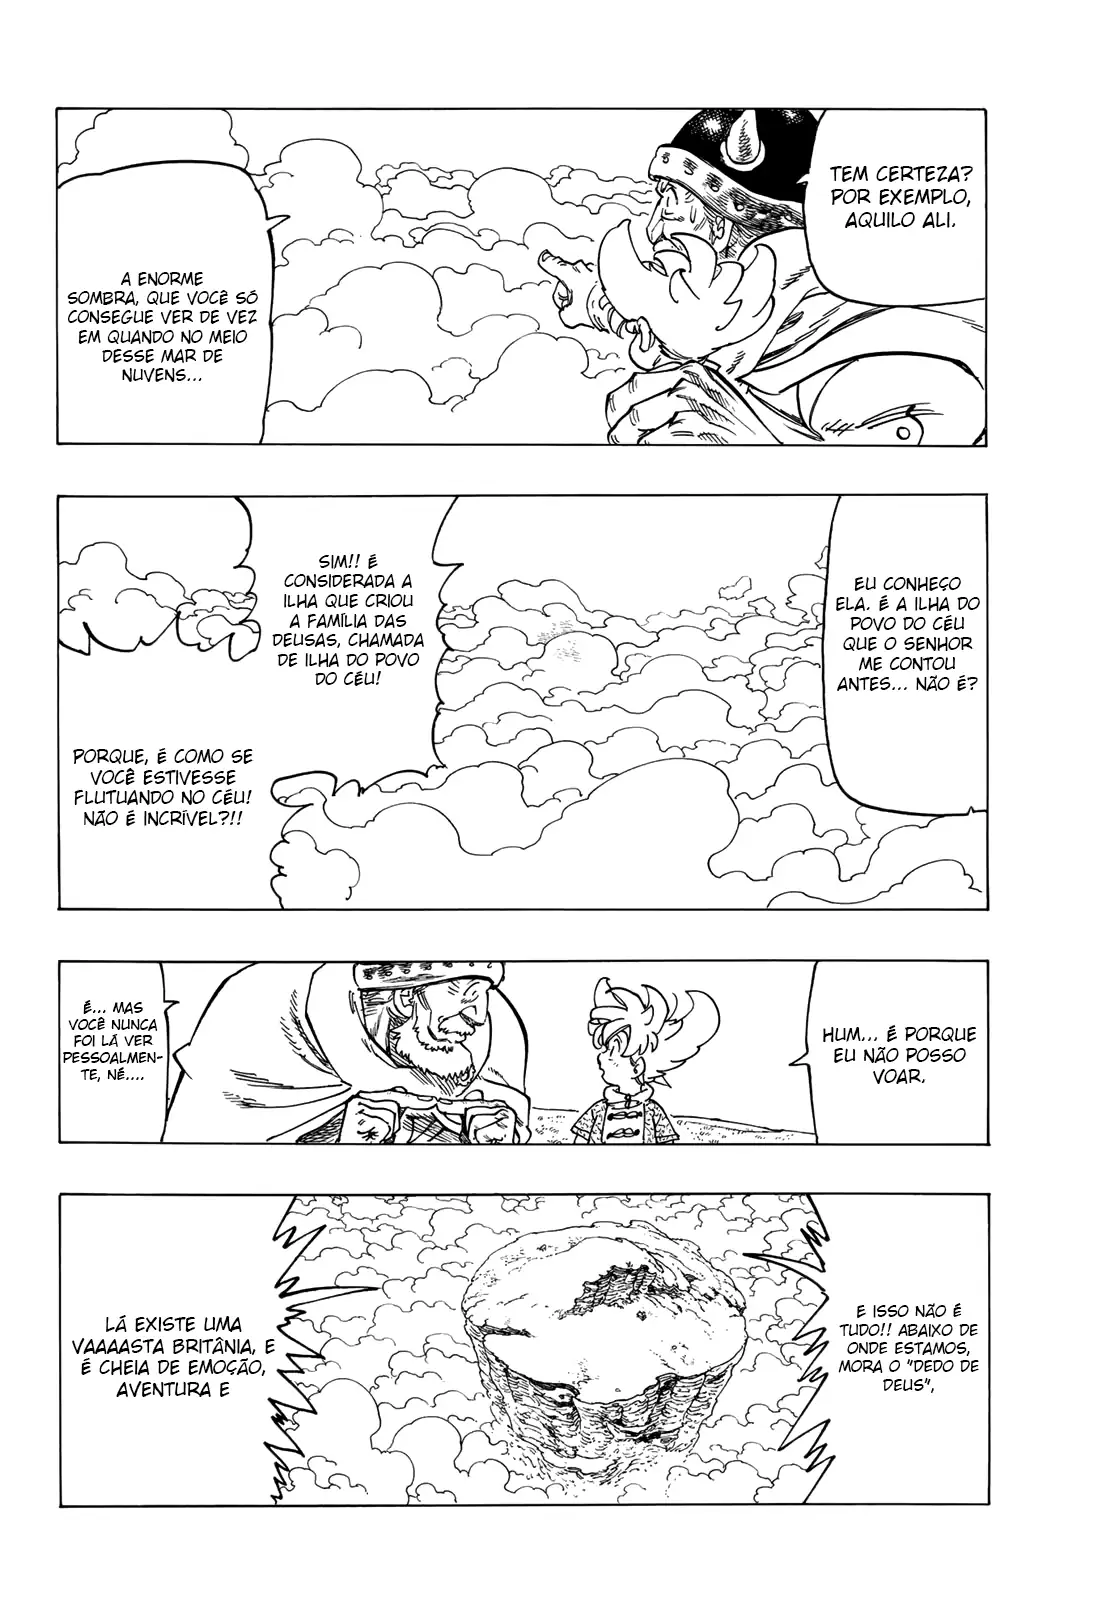 TEM CERTEZA?
POR EXEMPLO,
AQUILO ALI.
A ENORME
SOMBRA, QUE VOCÊ SÓ
CONSEGUE VER DE VEZ
EM QUANDO NO MEIO
DESSE MAR DE
NUVENS...
EU CONHEÇO
ELA. É A ILHA DO
POVO DO CÉU
QUE O SENHOR
ME CONTOU
ANTES... NÃO É?
SIM!! É
CONSIDERADA A
ILHA QUE CRIOU
A FAMÍLIA DAS
DEUSAS, CHAMADA
DE ILHA DO POVO
DO CÉU!
PORQUE, É COMO SE
VOCÊ ESTIVESSE
FLUTUANDO NO CÉU!
NÃO É INCRÍVEL?!!
HUM... É PORQUE
EU NÃO POSSO
VOAR.
É... MAS
VOCÊ NUNCA
FOI LÁ VER
PESSOALMEN-
TE, NÉ....
E ISSO NÃO É
TUDO!! ABAIXO DE
ONDE ESTAMOS,
MORA O "DEDO DE
DEUS",
LÁ EXISTE UMA
VAAAASTA BRITÂNIA, E
É CHEIA DE EMOÇÃO,
AVENTURA E